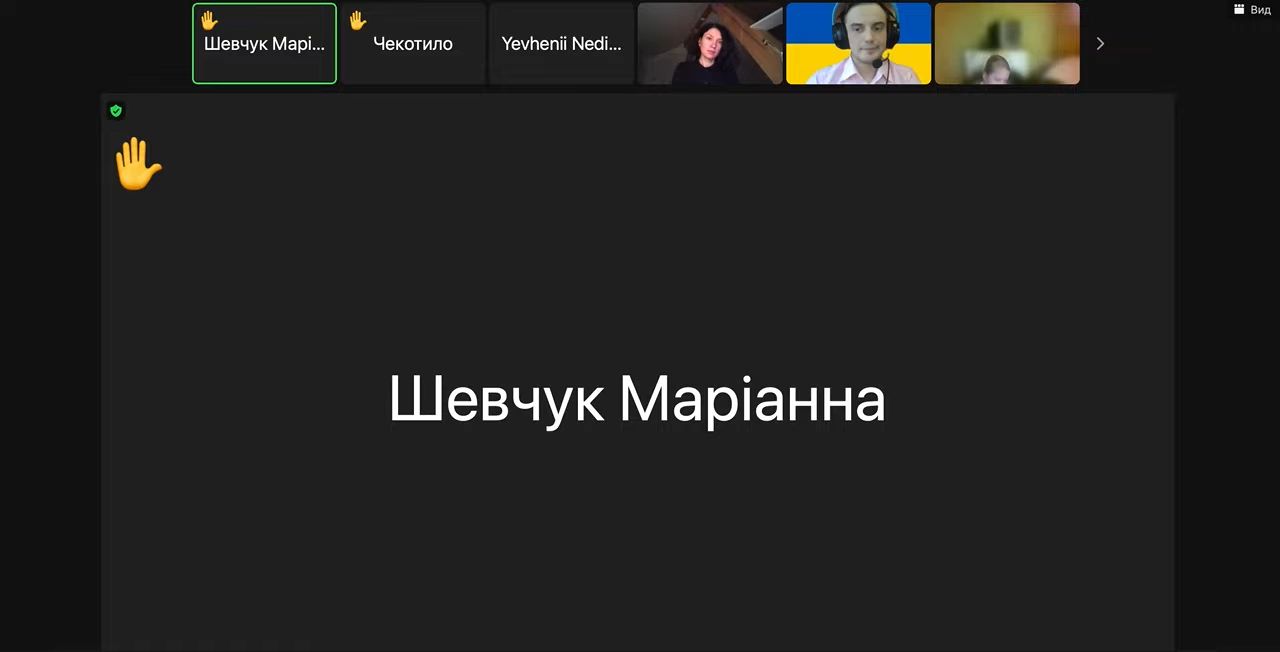 Вид
Шевчук Марі...
Чекотило
Yevhenii Nedi...
Шевчук Маріанна